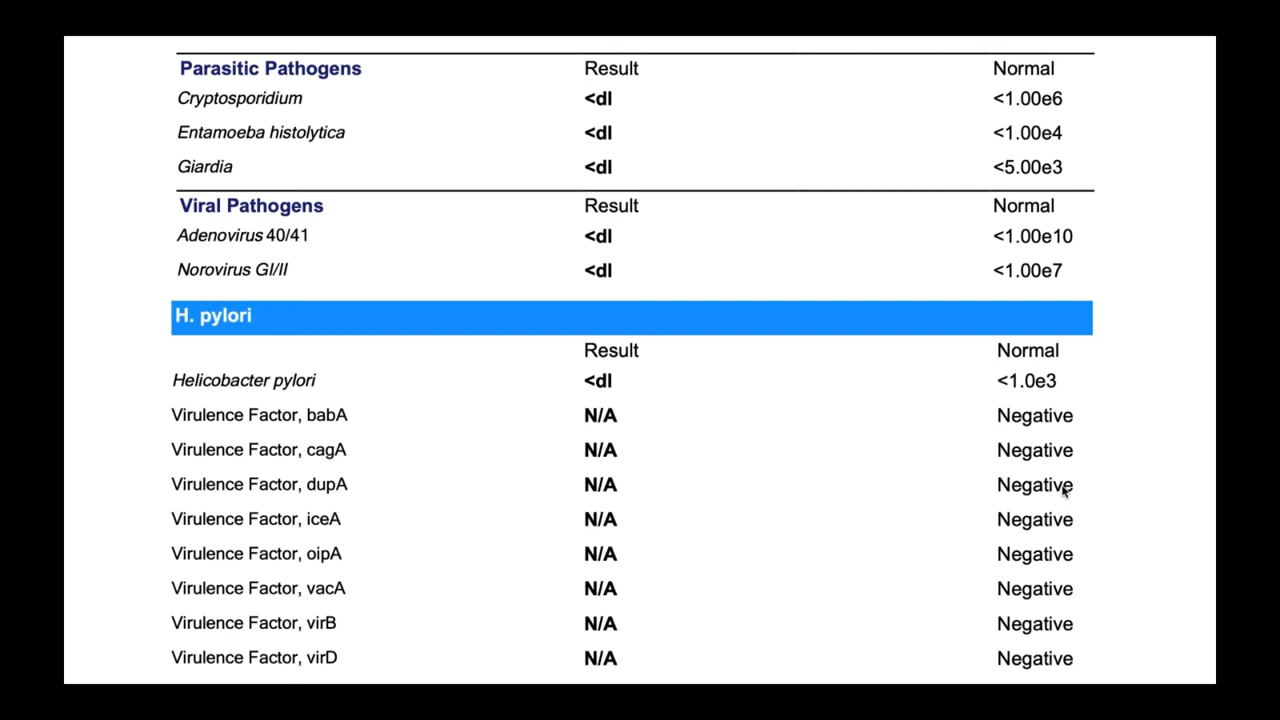 Parasitic Pathogens Result Normal
Cryptosporidium <dl <1.00e6
Entamoeba histolytica <dl <1.00e4
Giardia <dl <5.00e3
Viral Pathogens Result Normal
Adenovirus 40/41 <dl <1.00e10
Norovirus GI/II <dl <1.00e7
H. pylori
Result Normal
Helicobacter pylori <dl <1.0e3
Virulence Factor, babA N/A Negative
Virulence Factor, cagA N/A Negative
Virulence Factor, dupA N/A Negative
Virulence Factor, iceA N/A Negative
Virulence Factor, oipA N/A Negative
Virulence Factor, vacA N/A Negative
Virulence Factor, virB N/A Negative
Virulence Factor, virD N/A Negative